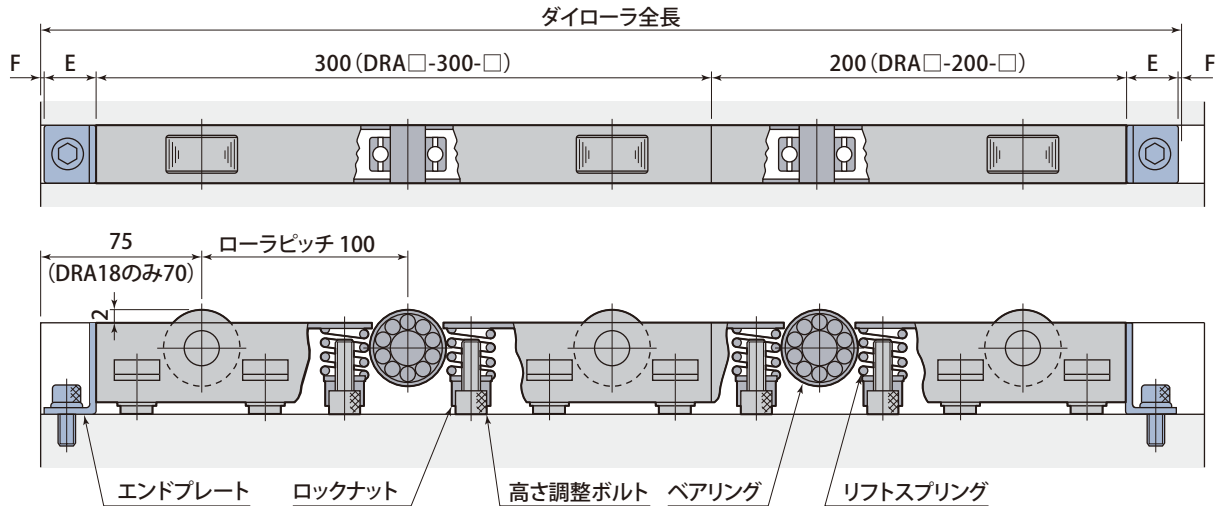 ダイローラ全長
F E 300（DRA□-300-□） 200（DRA□-200-□） E F
75 ローラピッチ 100
（DRA18のみ70）
2
エンドプレート ロックナット 高さ調整ボルト ベアリング リフトスプリング